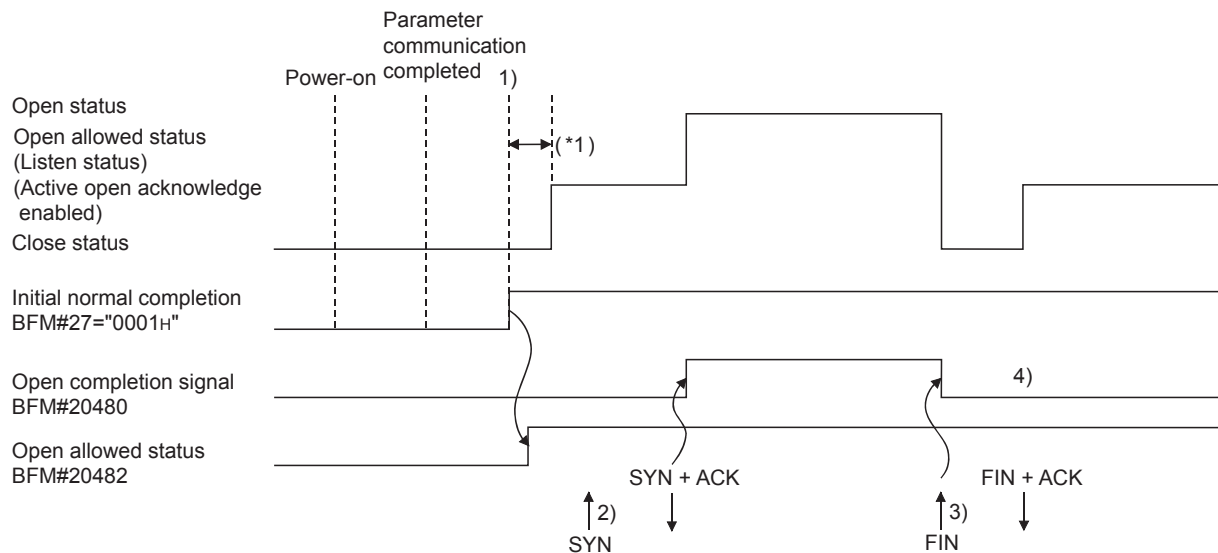 Parameter
communication
completed
Power-on
1)
Open status
Open allowed status
(Listen status)
(Active open acknowledge
enabled)
Close status
(*1)
Initial normal completion
BFM#27="0001H"
Open completion signal
BFM#20480
4)
Open allowed status
BFM#20482
SYN + ACK
FIN + ACK
2)
3)
SYN
FIN